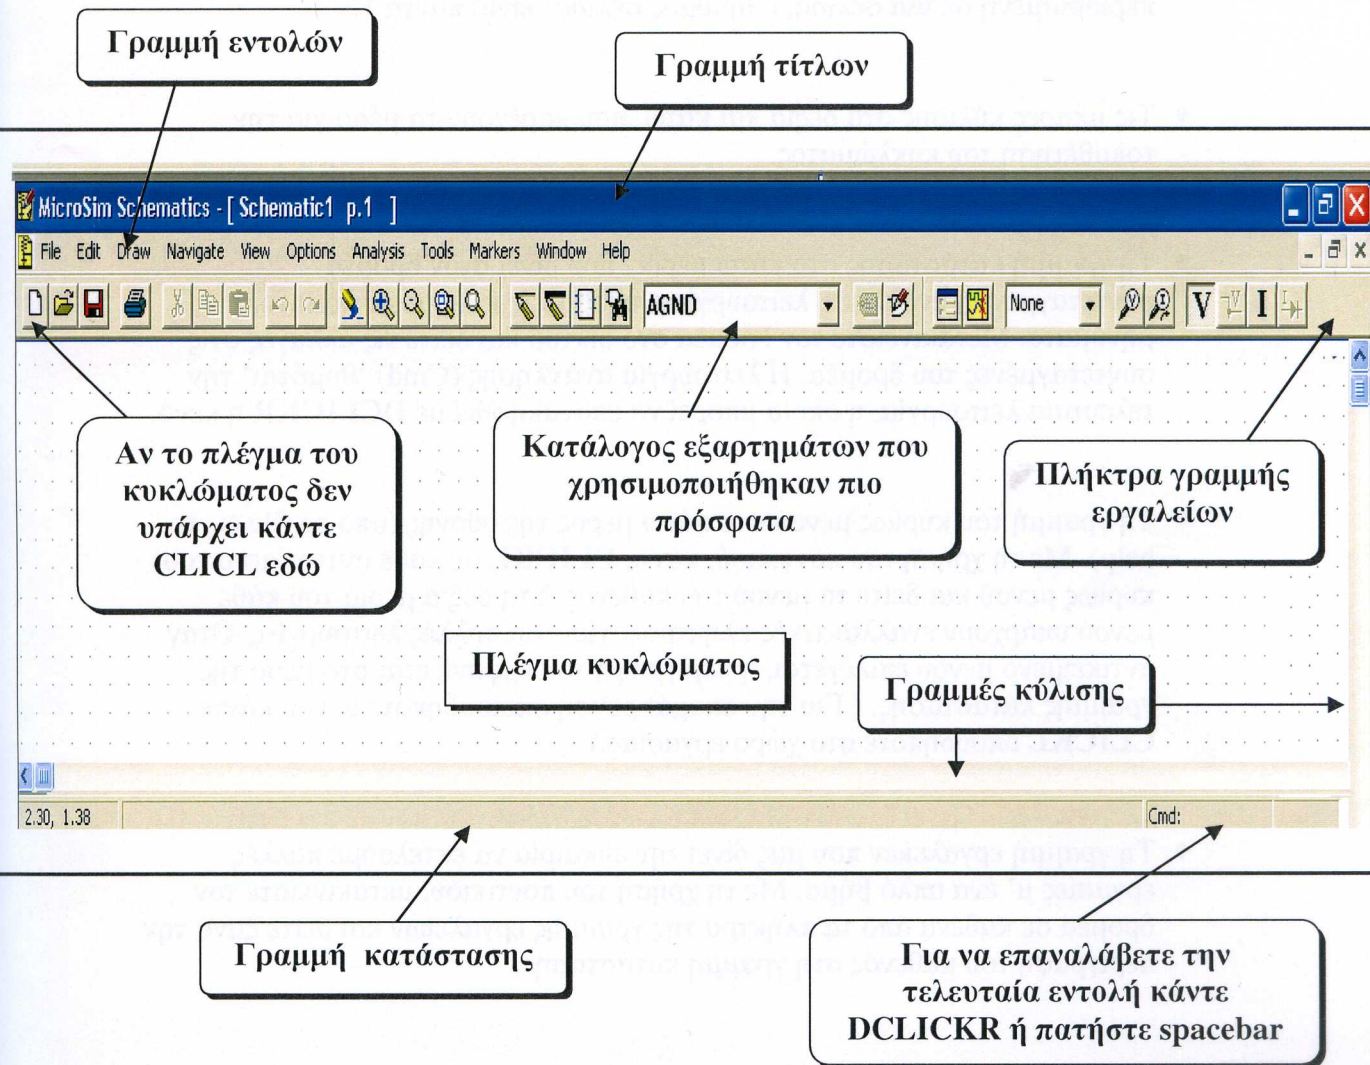 Γραμμή εντολών
Γραμμή τίτλων
MicroSim Schematics - [ Schematic1 p.1 ]
File Edit Draw Navigate View Options Analysis Tools Markers Window Help
AGND
None
V
I
Αν το πλέγμα του
κυκλώματος δεν
υπάρχει κάντε
CLICL εδώ
Κατάλογος εξαρτημάτων που
χρησιμοποιήθηκαν πιο
πρόσφατα
Πλήκτρα γραμμής
εργαλείων
Πλέγμα κυκλώματος
Γραμμές κύλισης
2.30, 1.38
Cmd:
Γραμμή κατάστασης
Για να επαναλάβετε την
τελευταία εντολή κάντε
DCLICKR ή πατήστε spacebar